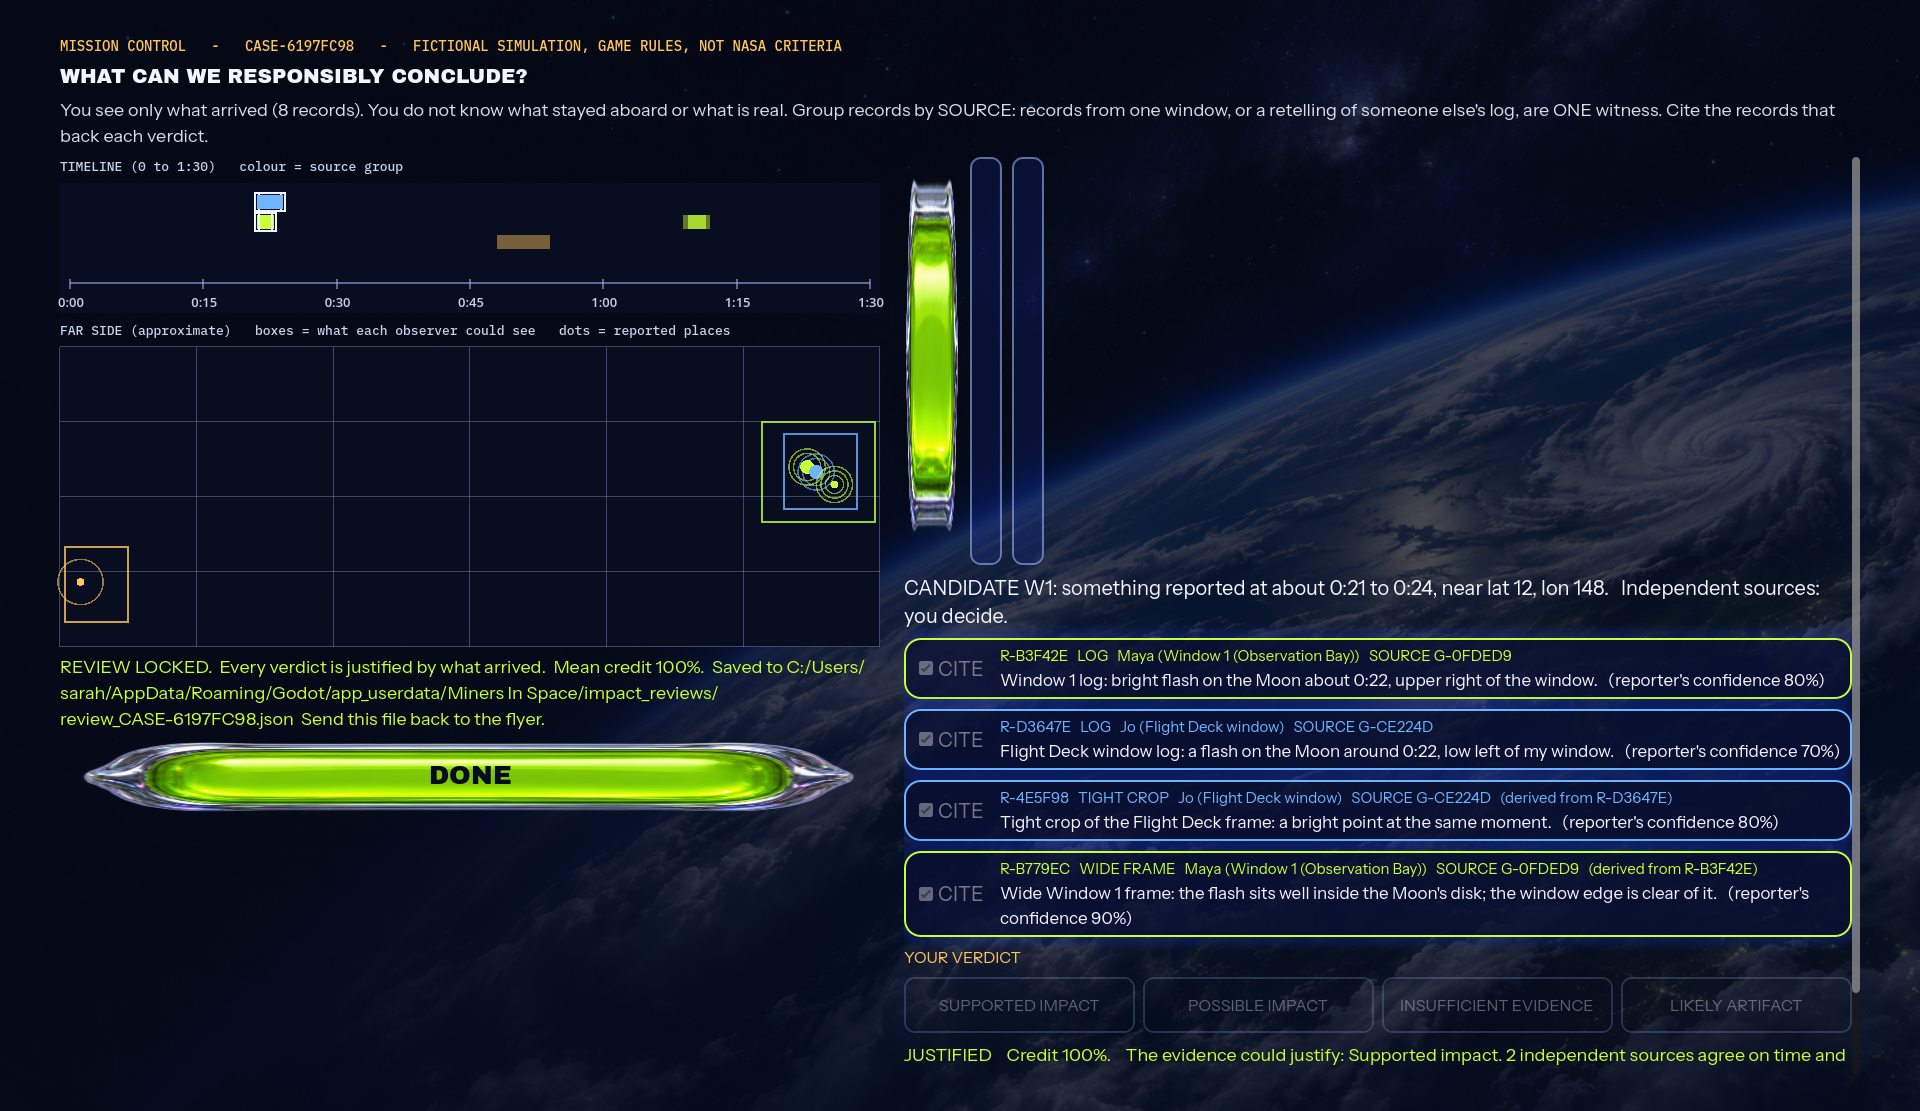 MISSION CONTROL - CASE-6197FC98 - FICTIONAL SIMULATION, GAME RULES, NOT NASA CRITERIA
WHAT CAN WE RESPONSIBLY CONCLUDE?
You see only what arrived (8 records). You do not know what stayed aboard or what is real. Group records by SOURCE: records from one window, or a retelling of someone else's log, are ONE witness. Cite the records that
back each verdict.
TIMELINE (0 to 1:30) colour = source group
0:00 0:15 0:30 0:45 1:00 1:15 1:30
FAR SIDE (approximate) boxes = what each observer could see dots = reported places
REVIEW LOCKED. Every verdict is justified by what arrived. Mean credit 100%. Saved to C:/Users/
sarah/AppData/Roaming/Godot/app_userdata/Miners In Space/impact_reviews/
review_CASE-6197FC98.json Send this file back to the flyer.
DONE
CANDIDATE W1: something reported at about 0:21 to 0:24, near lat 12, lon 148. Independent sources:
you decide.
CITE
R-B3F42E LOG Maya (Window 1 (Observation Bay)) SOURCE G-0FDED9
Window 1 log: bright flash on the Moon about 0:22, upper right of the window. (reporter's confidence 80%)
CITE
R-D3647E LOG Jo (Flight Deck window) SOURCE G-CE224D
Flight Deck window log: a flash on the Moon around 0:22, low left of my window. (reporter's confidence 70%)
CITE
R-4E5F98 TIGHT CROP Jo (Flight Deck window) SOURCE G-CE224D (derived from R-D3647E)
Tight crop of the Flight Deck frame: a bright point at the same moment. (reporter's confidence 80%)
CITE
R-B779EC WIDE FRAME Maya (Window 1 (Observation Bay)) SOURCE G-0FDED9 (derived from R-B3F42E)
Wide Window 1 frame: the flash sits well inside the Moon's disk; the window edge is clear of it. (reporter's
confidence 90%)
YOUR VERDICT
SUPPORTED IMPACT POSSIBLE IMPACT INSUFFICIENT EVIDENCE LIKELY ARTIFACT
JUSTIFIED Credit 100%. The evidence could justify: Supported impact. 2 independent sources agree on time and